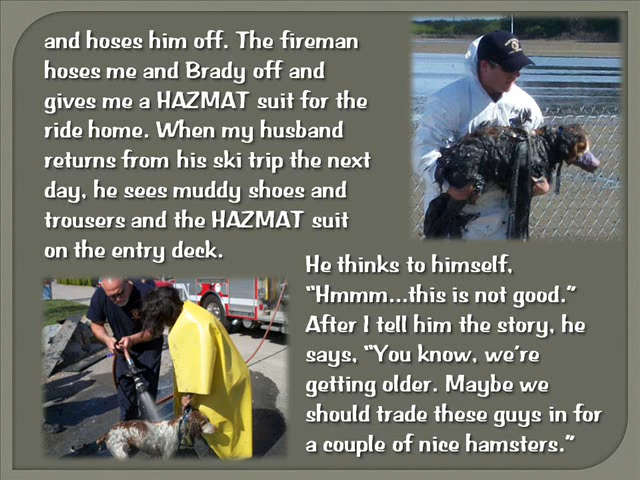 and hoses him off. The fireman
hoses me and Brady off and
gives me a HAZMAT suit for the
ride home. When my husband
returns from his ski trip the next
day, he sees muddy shoes and
trousers and the HAZMAT suit
on the entry deck.
He thinks to himself,
“Hmmm...this is not good.”
After I tell him the story, he
says, “You know, we’re
getting older. Maybe we
should trade these guys in for
a couple of nice hamsters.”